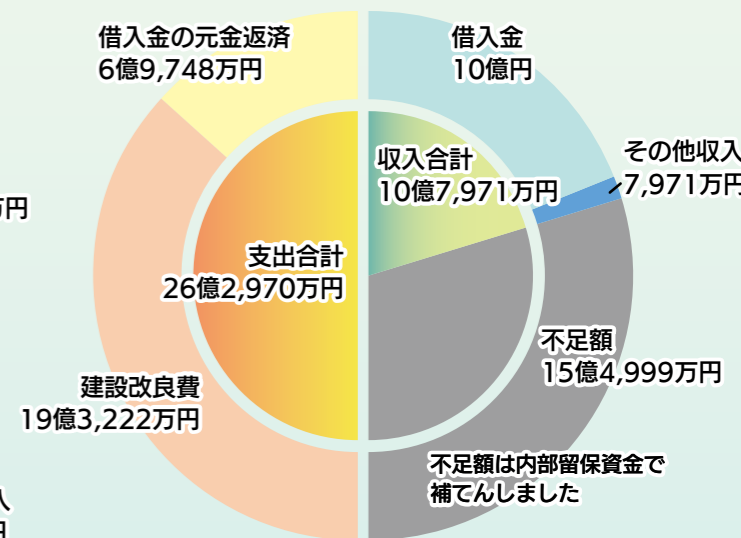 借入金の元金返済
6億9,748万円
借入金
10億円
その他収入
7,971万円
収入合計
10億7,971万円
万円
支出合計
26億2,970万円
不足額
15億4,999万円
建設改良費
19億3,222万円
不足額は内部留保資金で
補てんしました
入
円